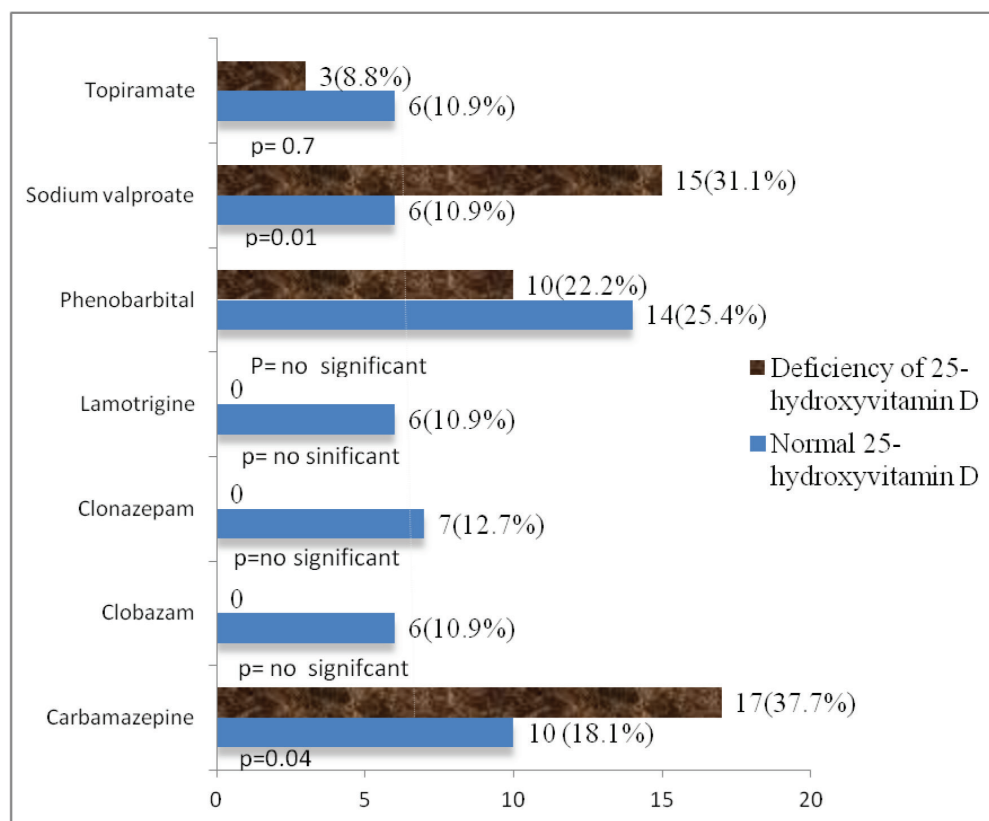 3(8.8%)
Topiramate
6(10.9%)
p= 0.7
15(31.1%)
Sodium valproate
6(10.9%)
p=0.01
10(22.2%)
Phenobarbital
14(25.4%)
P= no significant
0
Lamotrigine
6(10.9%)
p= no sinificant
0
Clonazepam
7(12.7%)
p=no significant
0
Clobazam
6(10.9%)
p= no signifcant
17(37.7%)
Carbamazepine
10 (18.1%)
p=0.04
0 5 10 15 20
Deficiency of 25-
hydroxyvitamin D
Normal 25-
hydroxyvitamin D